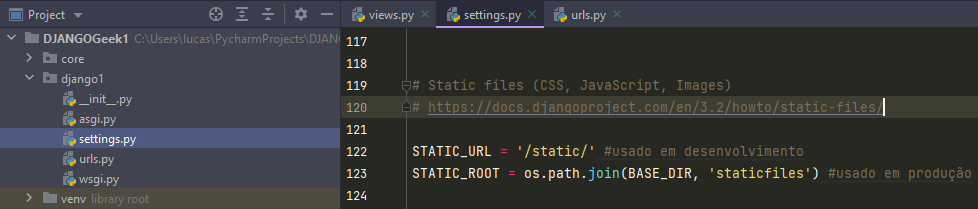 Project
views.py
settings.py
urls.py
DJANGOGeek1 C:\Users\lucas\PycharmProjects\DJAN
core
django1
__init__.py
asgi.py
settings.py
urls.py
wsgi.py
venv library root
117
118
119 # Static files (CSS, JavaScript, Images)
120 # https://docs.djangoproject.com/en/3.2/howto/static-files/
121
122 STATIC_URL = '/static/' #usado em desenvolvimento
123 STATIC_ROOT = os.path.join(BASE_DIR, 'staticfiles') #usado em produção
124